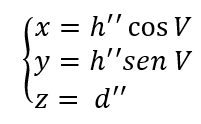 x = h'' cos V
y = h'' sen V
z = d''